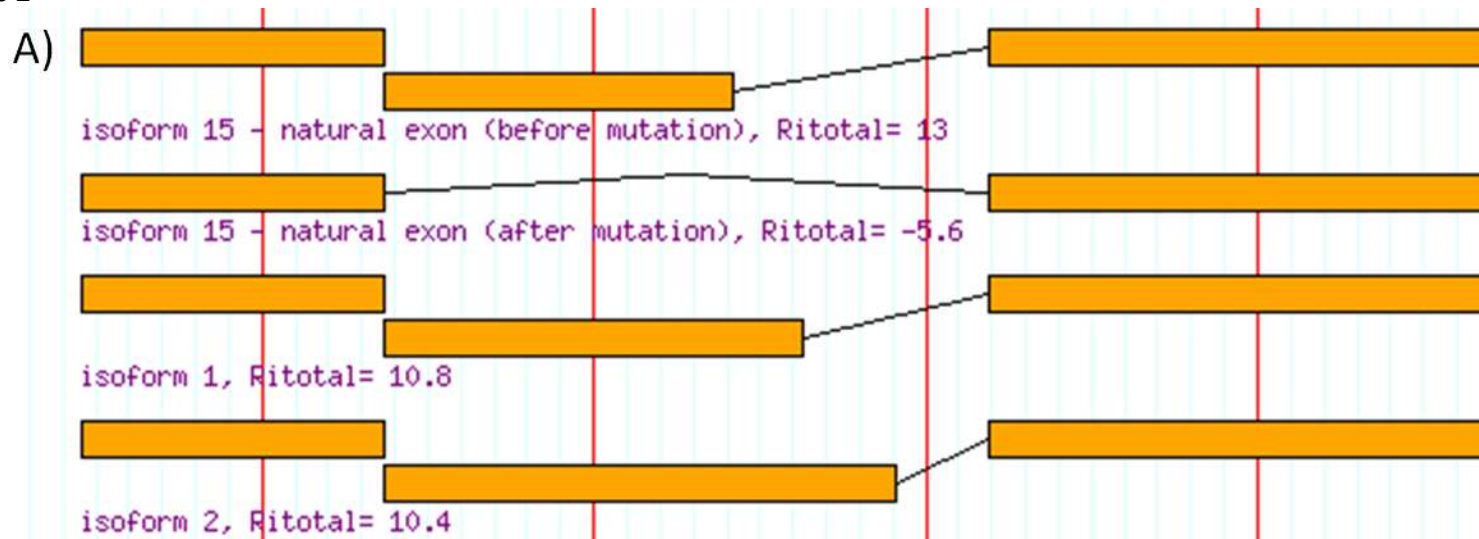 A)
isoform 15 - natural exon (before mutation), Ritotal= 13
isoform 15 - natural exon (after mutation), Ritotal= -5.6
isoform 1, Ritotal= 10.8
isoform 2, Ritotal= 10.4